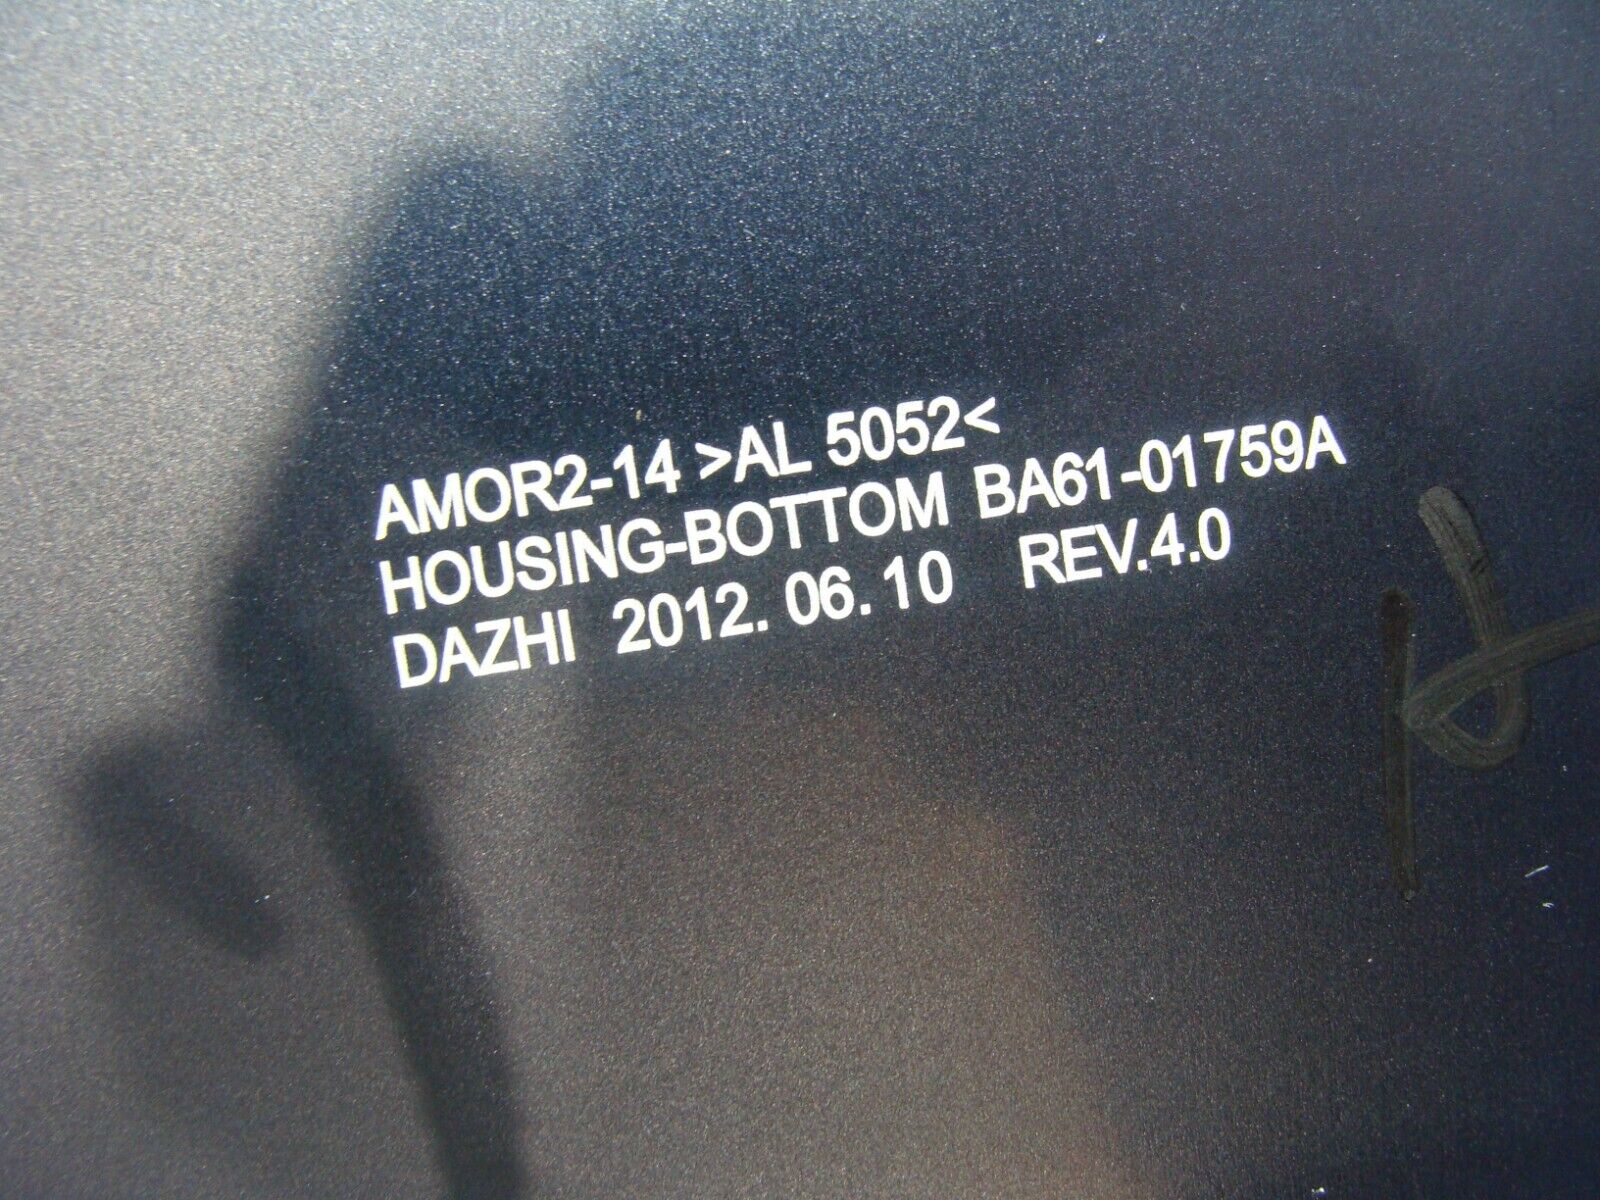 AMOR2-14 >AL 5052<
HOUSING-BOTTOM BA61-01759A
DAZHI 2012. 06. 10 REV.4.0